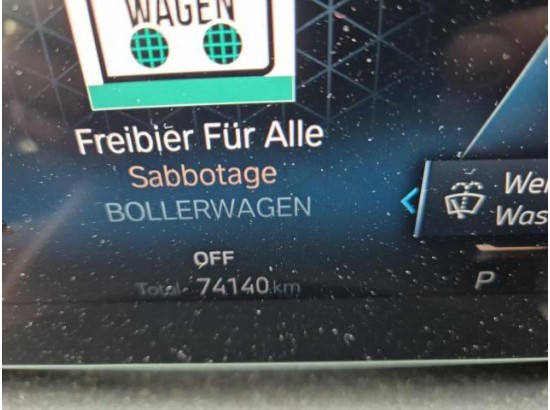 WAGEN
Freibier Für Alle
Sabbotage
BOLLERWAGEN
OFF
Total 74140 km
P